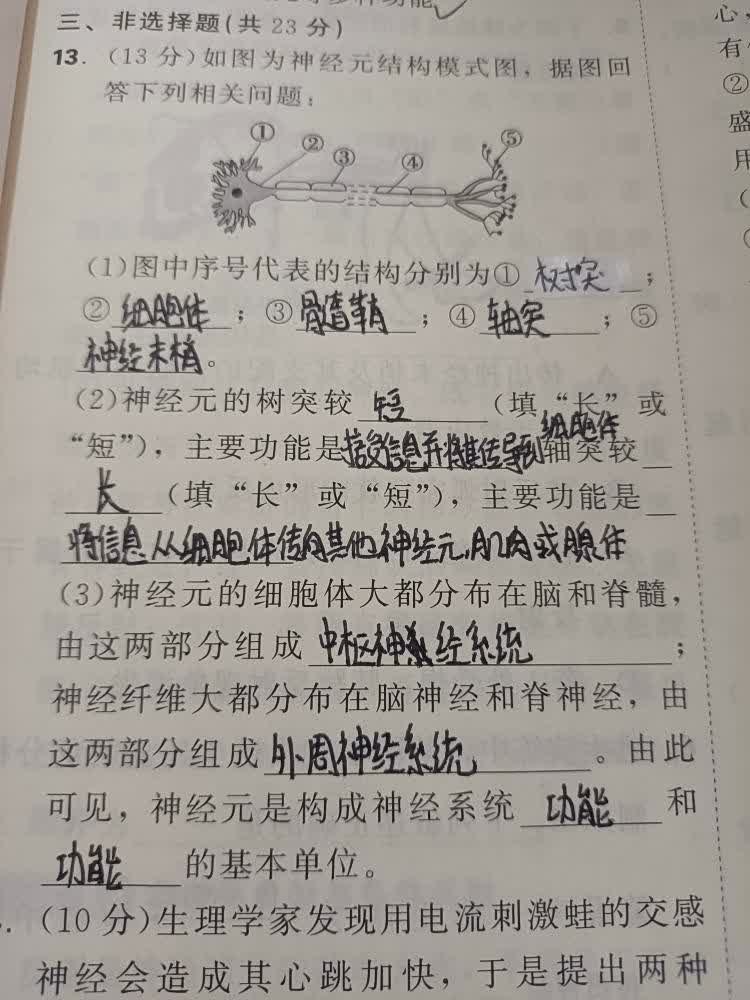 三、非选择题(共 23 分)
13. (13 分)如图为神经元结构模式图，据图回
答下列相关问题：
① ② ③ ④ ⑤
(1)图中序号代表的结构分别为① 树突 ；
② 细胞体 ；③ 髓鞘 ；④ 轴突 ；⑤
神经末梢 。
(2)神经元的树突较 短 (填“长”或
“短”)，主要功能是接受信息并将其传导到细胞体轴突较
长 (填“长”或“短”)，主要功能是
将信息从细胞体传向其他神经元,肌肉或腺体
(3)神经元的细胞体大都分布在脑和脊髓，
由这两部分组成 中枢神经系统 ；
神经纤维大都分布在脑神经和脊神经，由
这两部分组成 外周神经系统 。由此
可见，神经元是构成神经系统 功能 和
功能 的基本单位。
(10 分)生理学家发现用电流刺激蛙的交感
神经会造成其心跳加快，于是提出两种
心，
有
②
盛
用
(